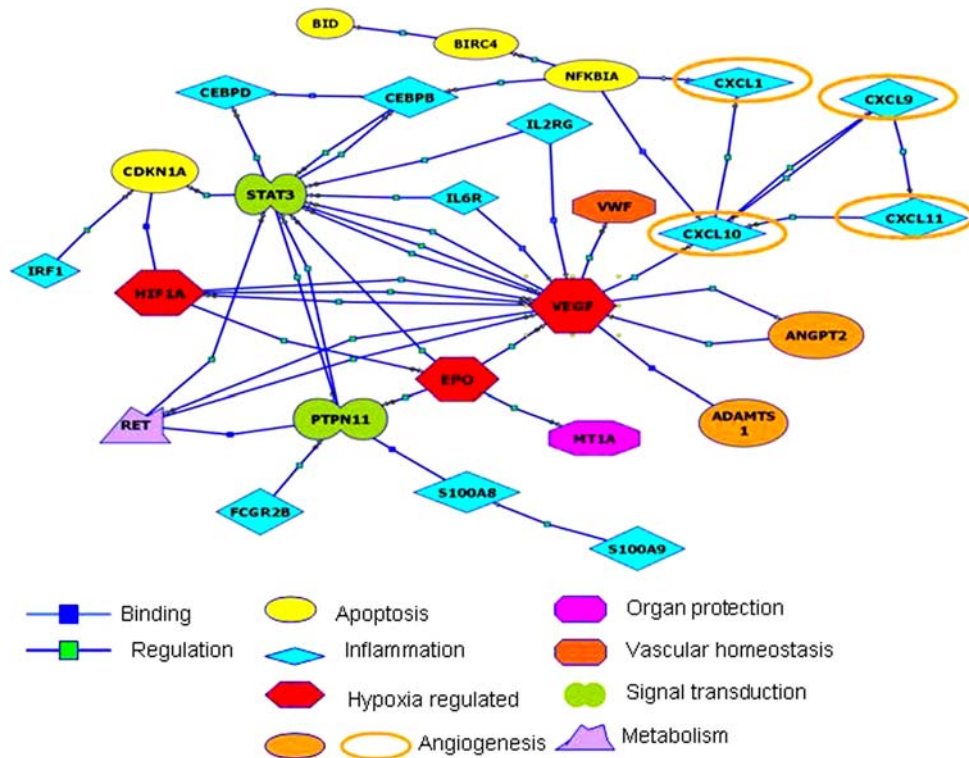 BID
BIRC4
NFKBIA
CXCL1
CEBPD
CEBPB
CXCL9
IL2RG
CDKN1A
STAT3
IL6R
VWF
CXCL10
CXCL11
IRF1
HIF1A
VEGF
ANGPT2
EPO
RET
PTPN11
ADAMTS
1
MT1A
FCGR2B
S100A8
S100A9
Binding
Apoptosis
Organ protection
Regulation
Inflammation
Vascular homeostasis
Hypoxia regulated
Signal transduction
Angiogenesis
Metabolism